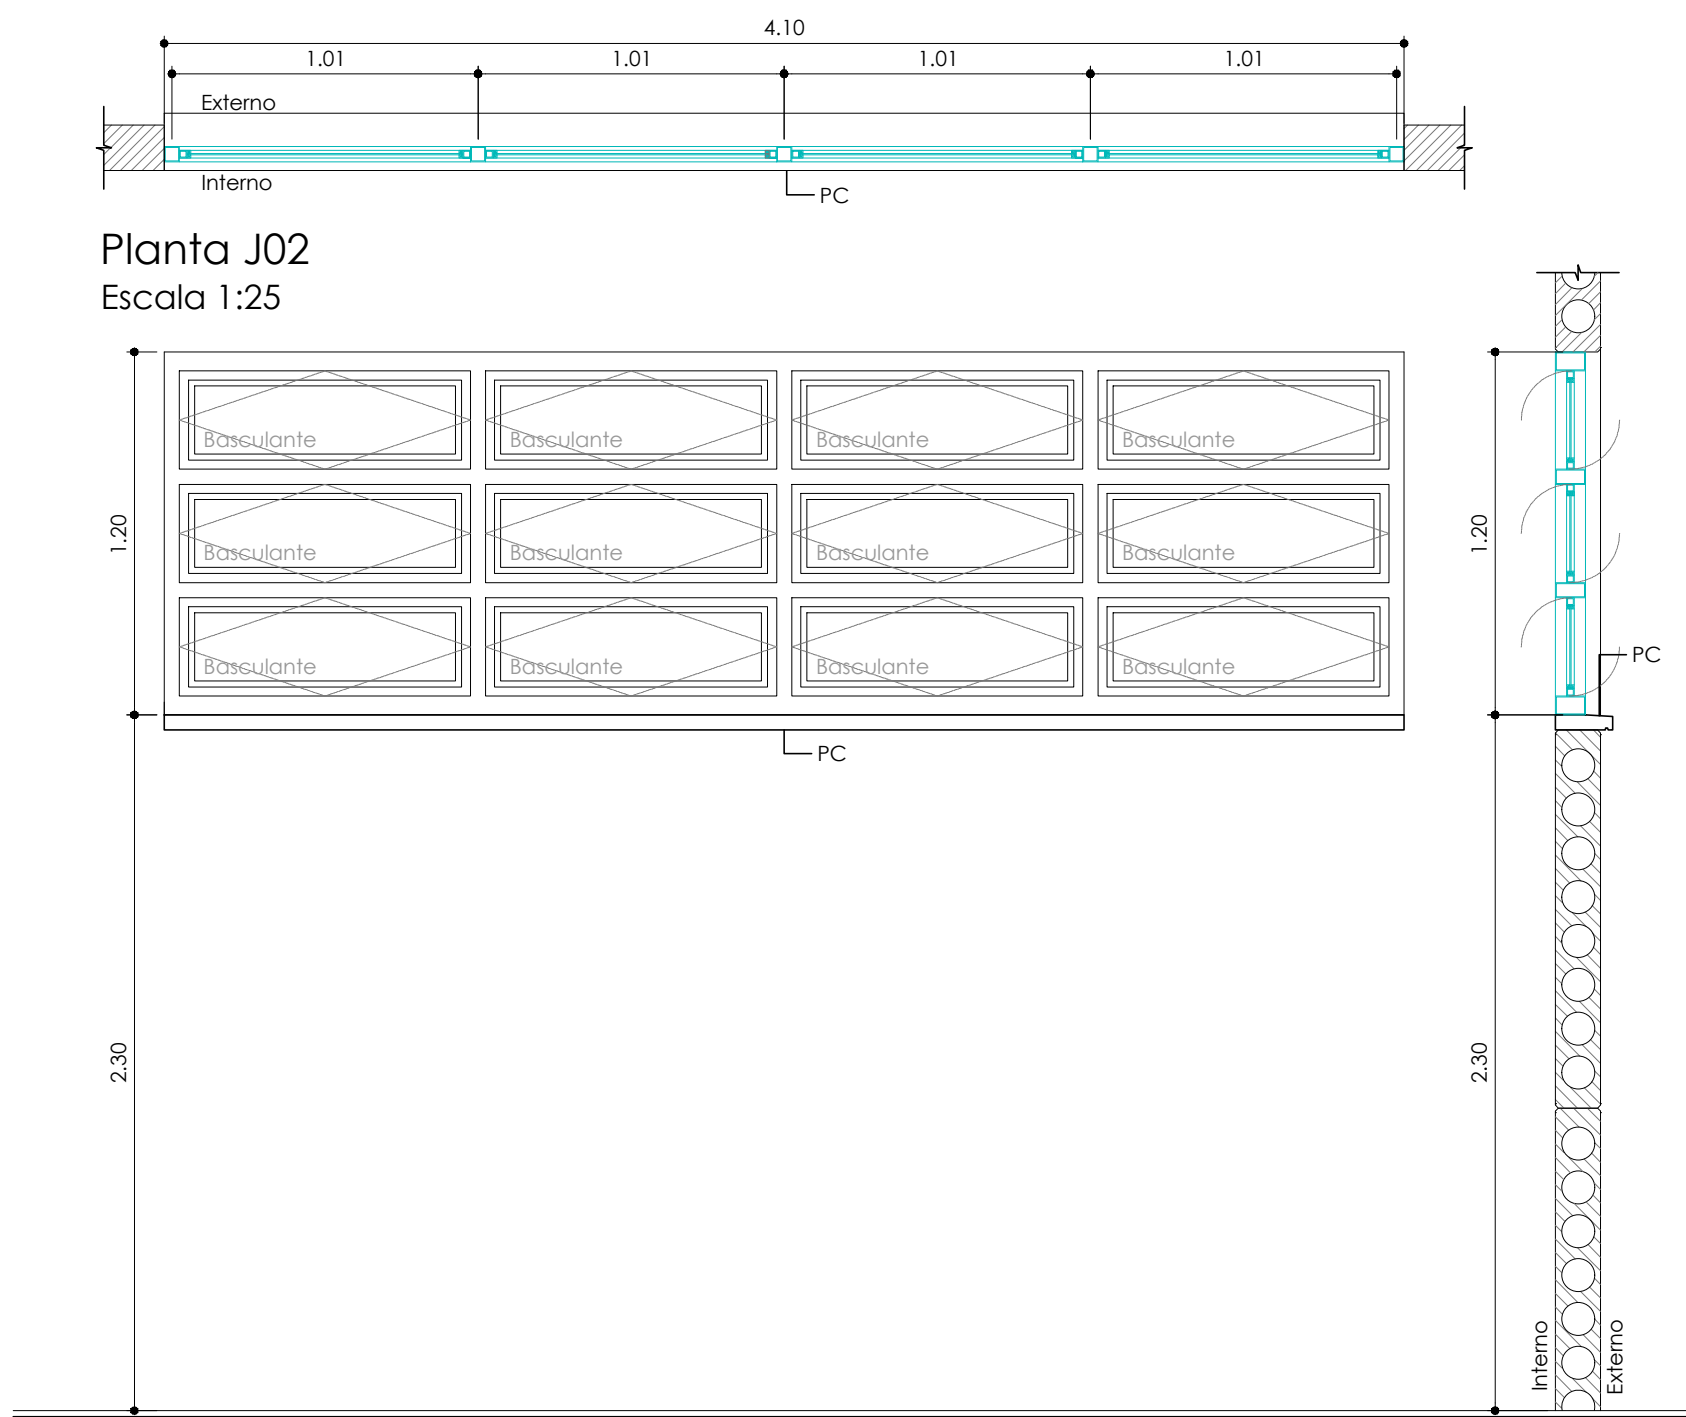 4.10
1.01 1.01 1.01 1.01
Externo
Interno
PC
Planta J02
Escala 1:25
Basculante Basculante Basculante Basculante
1.20
Basculante Basculante Basculante Basculante
1.20
Basculante Basculante Basculante Basculante
PC
PC
2.30
2.30
Interno
Externo